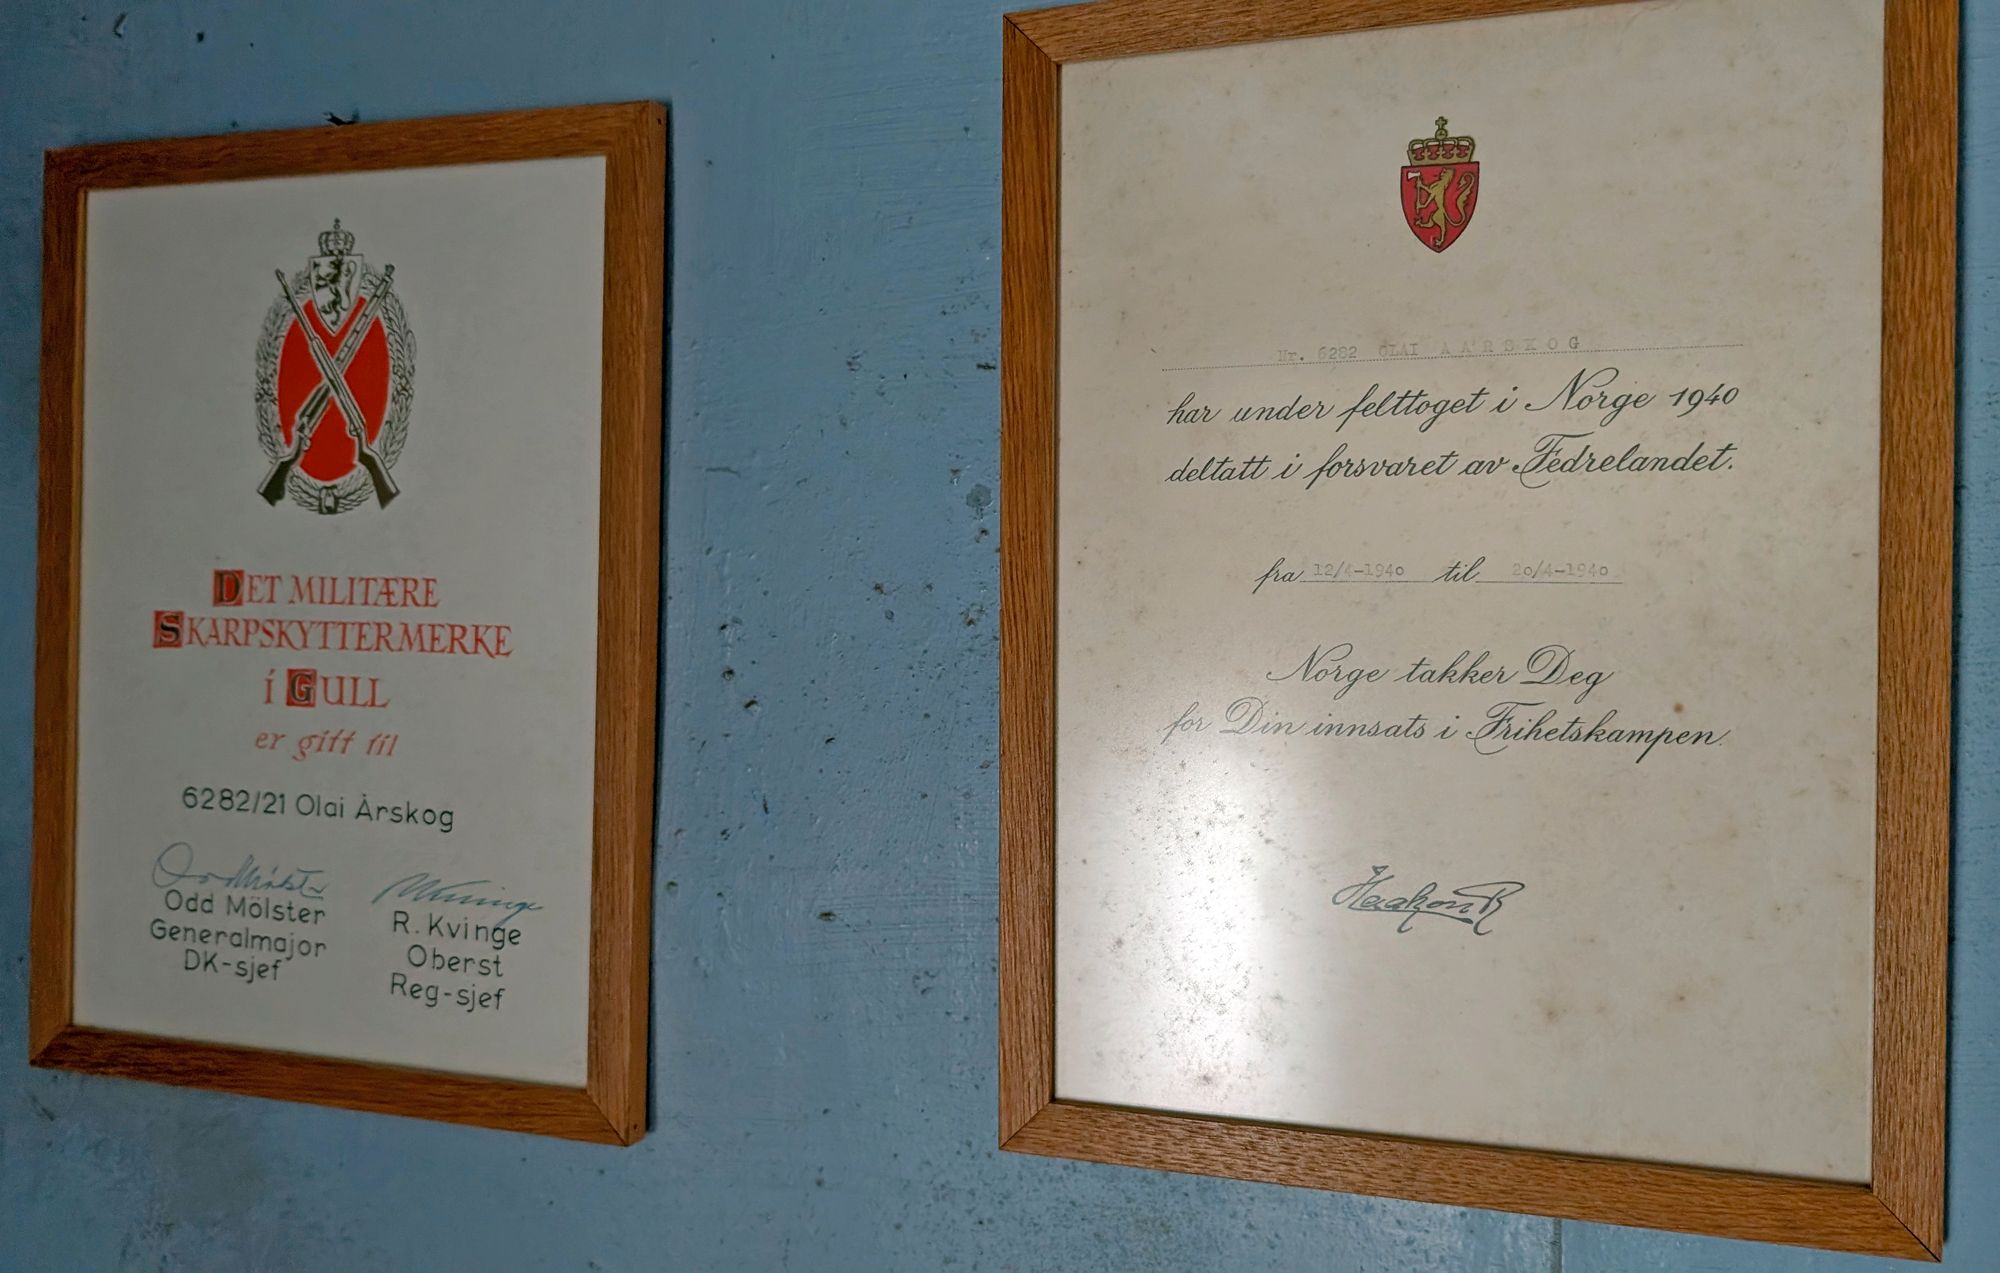 DET MILITÆRE
SKARPSKYTTERMERKE
i GULL
er gitt til
6282/21 Olai Årskog
Odd Mölster
Generalmajor
DK-sjef
R. Kvinge
Oberst
Reg-sjef
Nr. 6282 OLAI AARSKOG
har under felttoget i Norge 1940
deltatt i forsvaret av Fedrelandet.
fra 12/4-1940 til 20/4-1940
Norge takker Deg
for Din innsats i Frihetskampen.
Haakon R